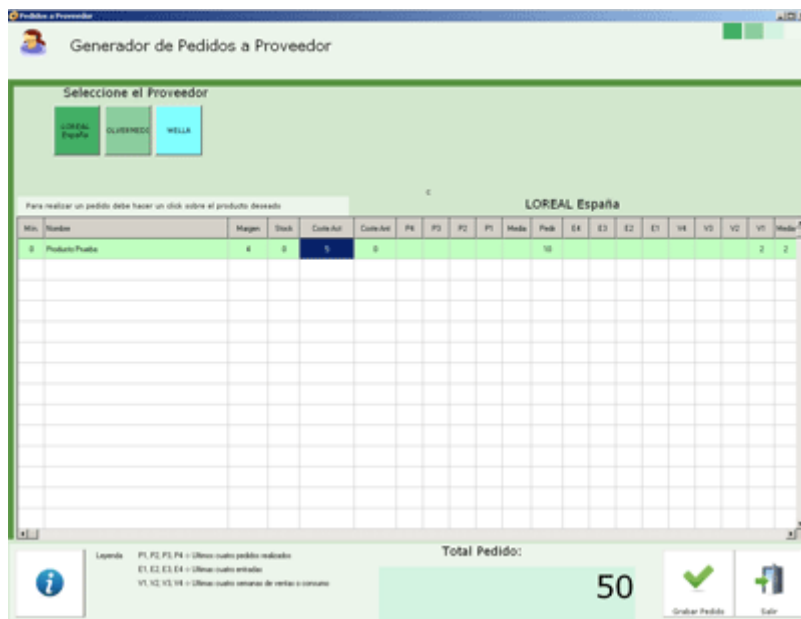 Pedidos a Proveedor
Generador de Pedidos a Proveedor
Seleccione el Proveedor
LOREAL España
OLVERMEDO
WELLA
c
Para realizar un pedido debe hacer un click sobre el producto deseado
LOREAL España
Min. Nombre Margen Stock Coste Act Coste Ant P4 P3 P2 P1 Media Pedir E4 E3 E2 E1 V4 V3 V2 V1 Media
0 Producto Prueba 4 0 5 0 10 2 2
Leyenda P1, P2, P3, P4 :: Ultimos cuatro pedidos realizados
E1, E2, E3, E4 :: Ultimas cuatro entradas
V1, V2, V3, V4 :: Ultimas cuatro semanas de ventas o consumo
Total Pedido:
50
Grabar Pedido
Salir